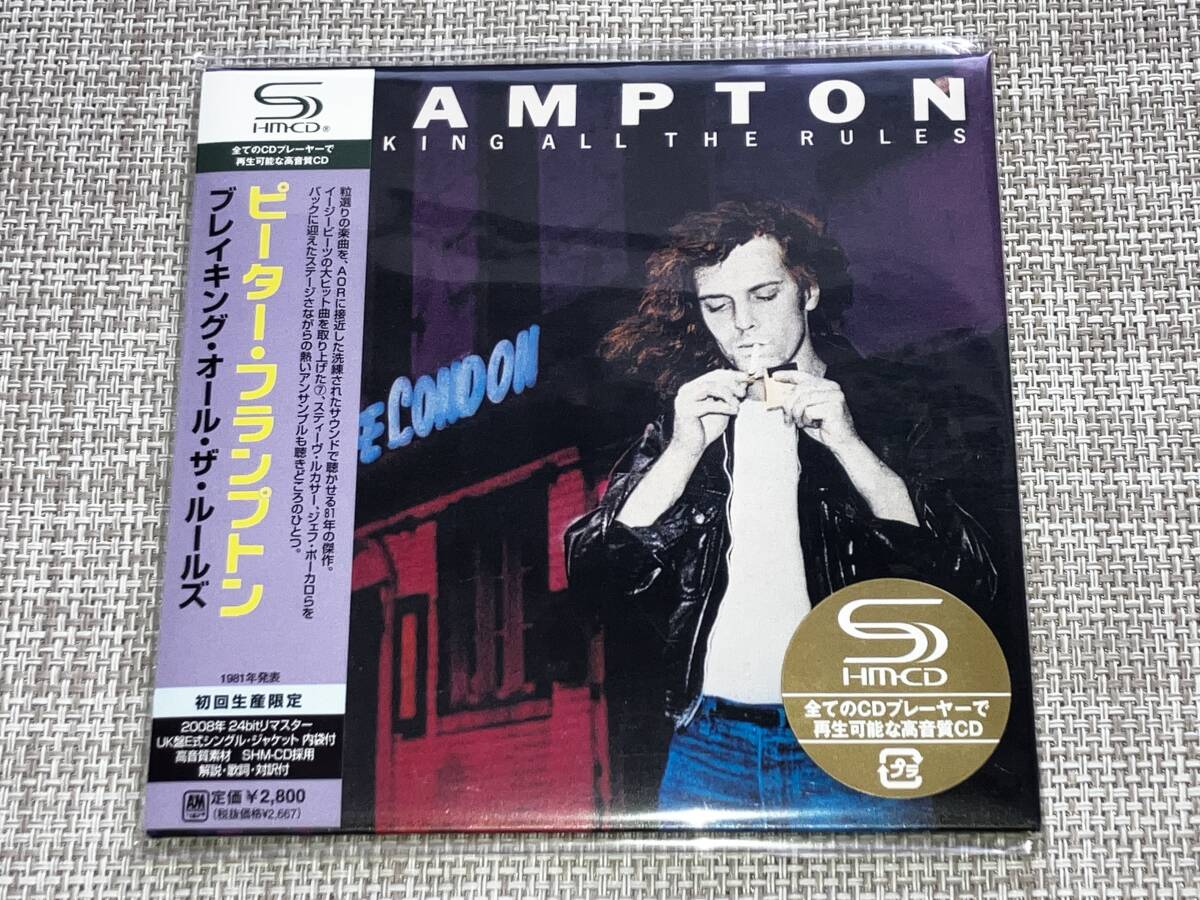 SHM-CD®
全てのCDプレーヤーで
再生可能な高音質CD
AMPTON
KING ALL THE RULES
ピーター・フランプトン
ブレイキング・オール・ザ・ルールズ
粒選りの楽曲を、AORに接近した洗練されたサウンドで聴かせる81年の傑作。
イージービーツの大ヒット曲を取り上げた⑦、スティーヴ・ルカサー、ジェフ・ポーカロらを
バックに迎えたステージさながらの熱いアンサンブルも聴きどころのひとつ。
FE LONDON
1981年発表
初回生産限定
2008年 24bitリマスター
UK盤E式シングル・ジャケット 内袋付
高音質素材 SHM-CD採用
解説・歌詞・対訳付
AM
定価¥2,800
(税抜価格¥2,667)
SHM-CD
全てのCDプレーヤーで
再生可能な高音質CD
プラ